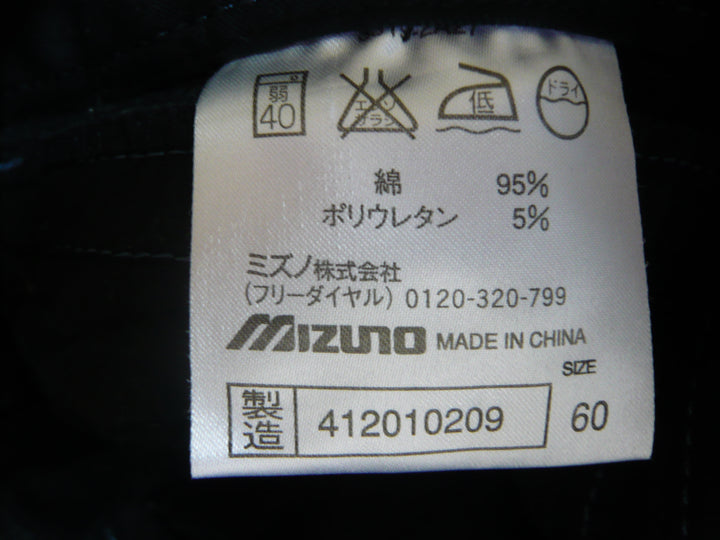 弱 40
エンソ サラシ
低
ドライ
綿 95%
ポリウレタン 5%
ミズノ株式会社
(フリーダイヤル) 0120-320-799
MIZUNO MADE IN CHINA
SIZE
製造 412010209 60